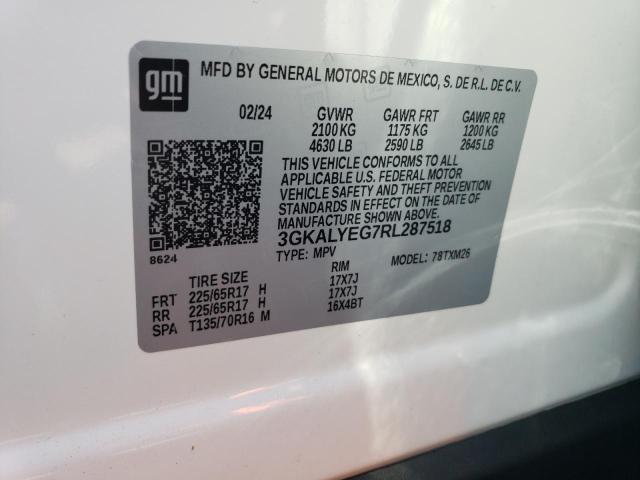 gm
MFD BY GENERAL MOTORS DE MEXICO, S. DE R.L. DE C.V.
02/24 GVWR GAWR FRT GAWR RR
2100 KG 1175 KG 1200 KG
4630 LB 2590 LB 2645 LB
THIS VEHICLE CONFORMS TO ALL
APPLICABLE U.S. FEDERAL MOTOR
VEHICLE SAFETY AND THEFT PREVENTION
STANDARDS IN EFFECT ON THE DATE OF
MANUFACTURE SHOWN ABOVE.
3GKALYEG7RL287518
8624
TYPE: MPV MODEL: 78TXM26
TIRE SIZE RIM
FRT 225/65R17 H 17X7J
RR 225/65R17 H 17X7J
SPA T135/70R16 M 16X4BT